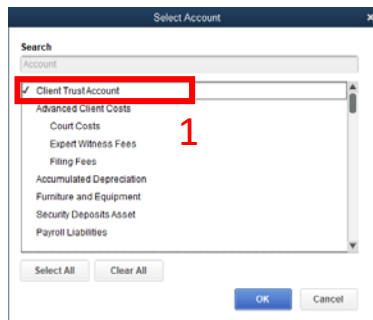 Select Account
x
Search
Account
✓ Client Trust Account
Advanced Client Costs
Court Costs
Expert Witness Fees
Filing Fees
Accumulated Depreciation
Furniture and Equipment
Security Deposits Asset
Payroll Liabilities
1
Select All Clear All
OK Cancel